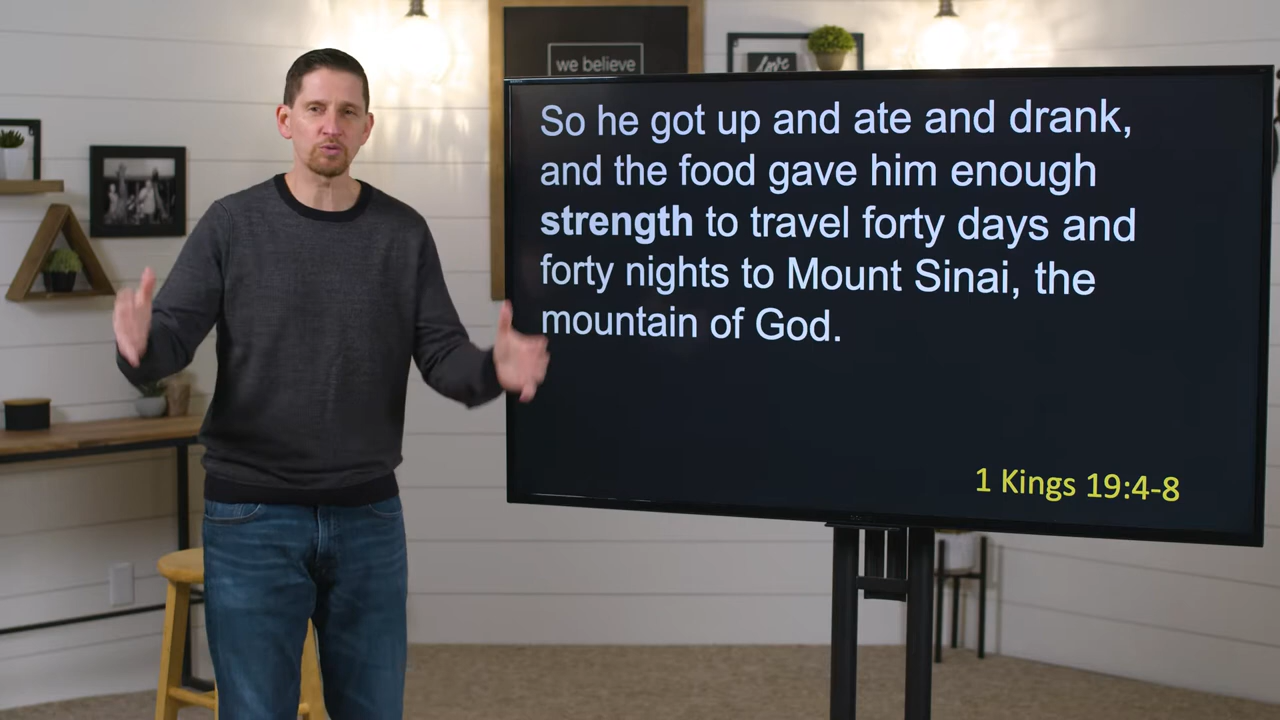 we believe
love
So he got up and ate and drank,
and the food gave him enough
strength to travel forty days and
forty nights to Mount Sinai, the
mountain of God.
1 Kings 19:4-8